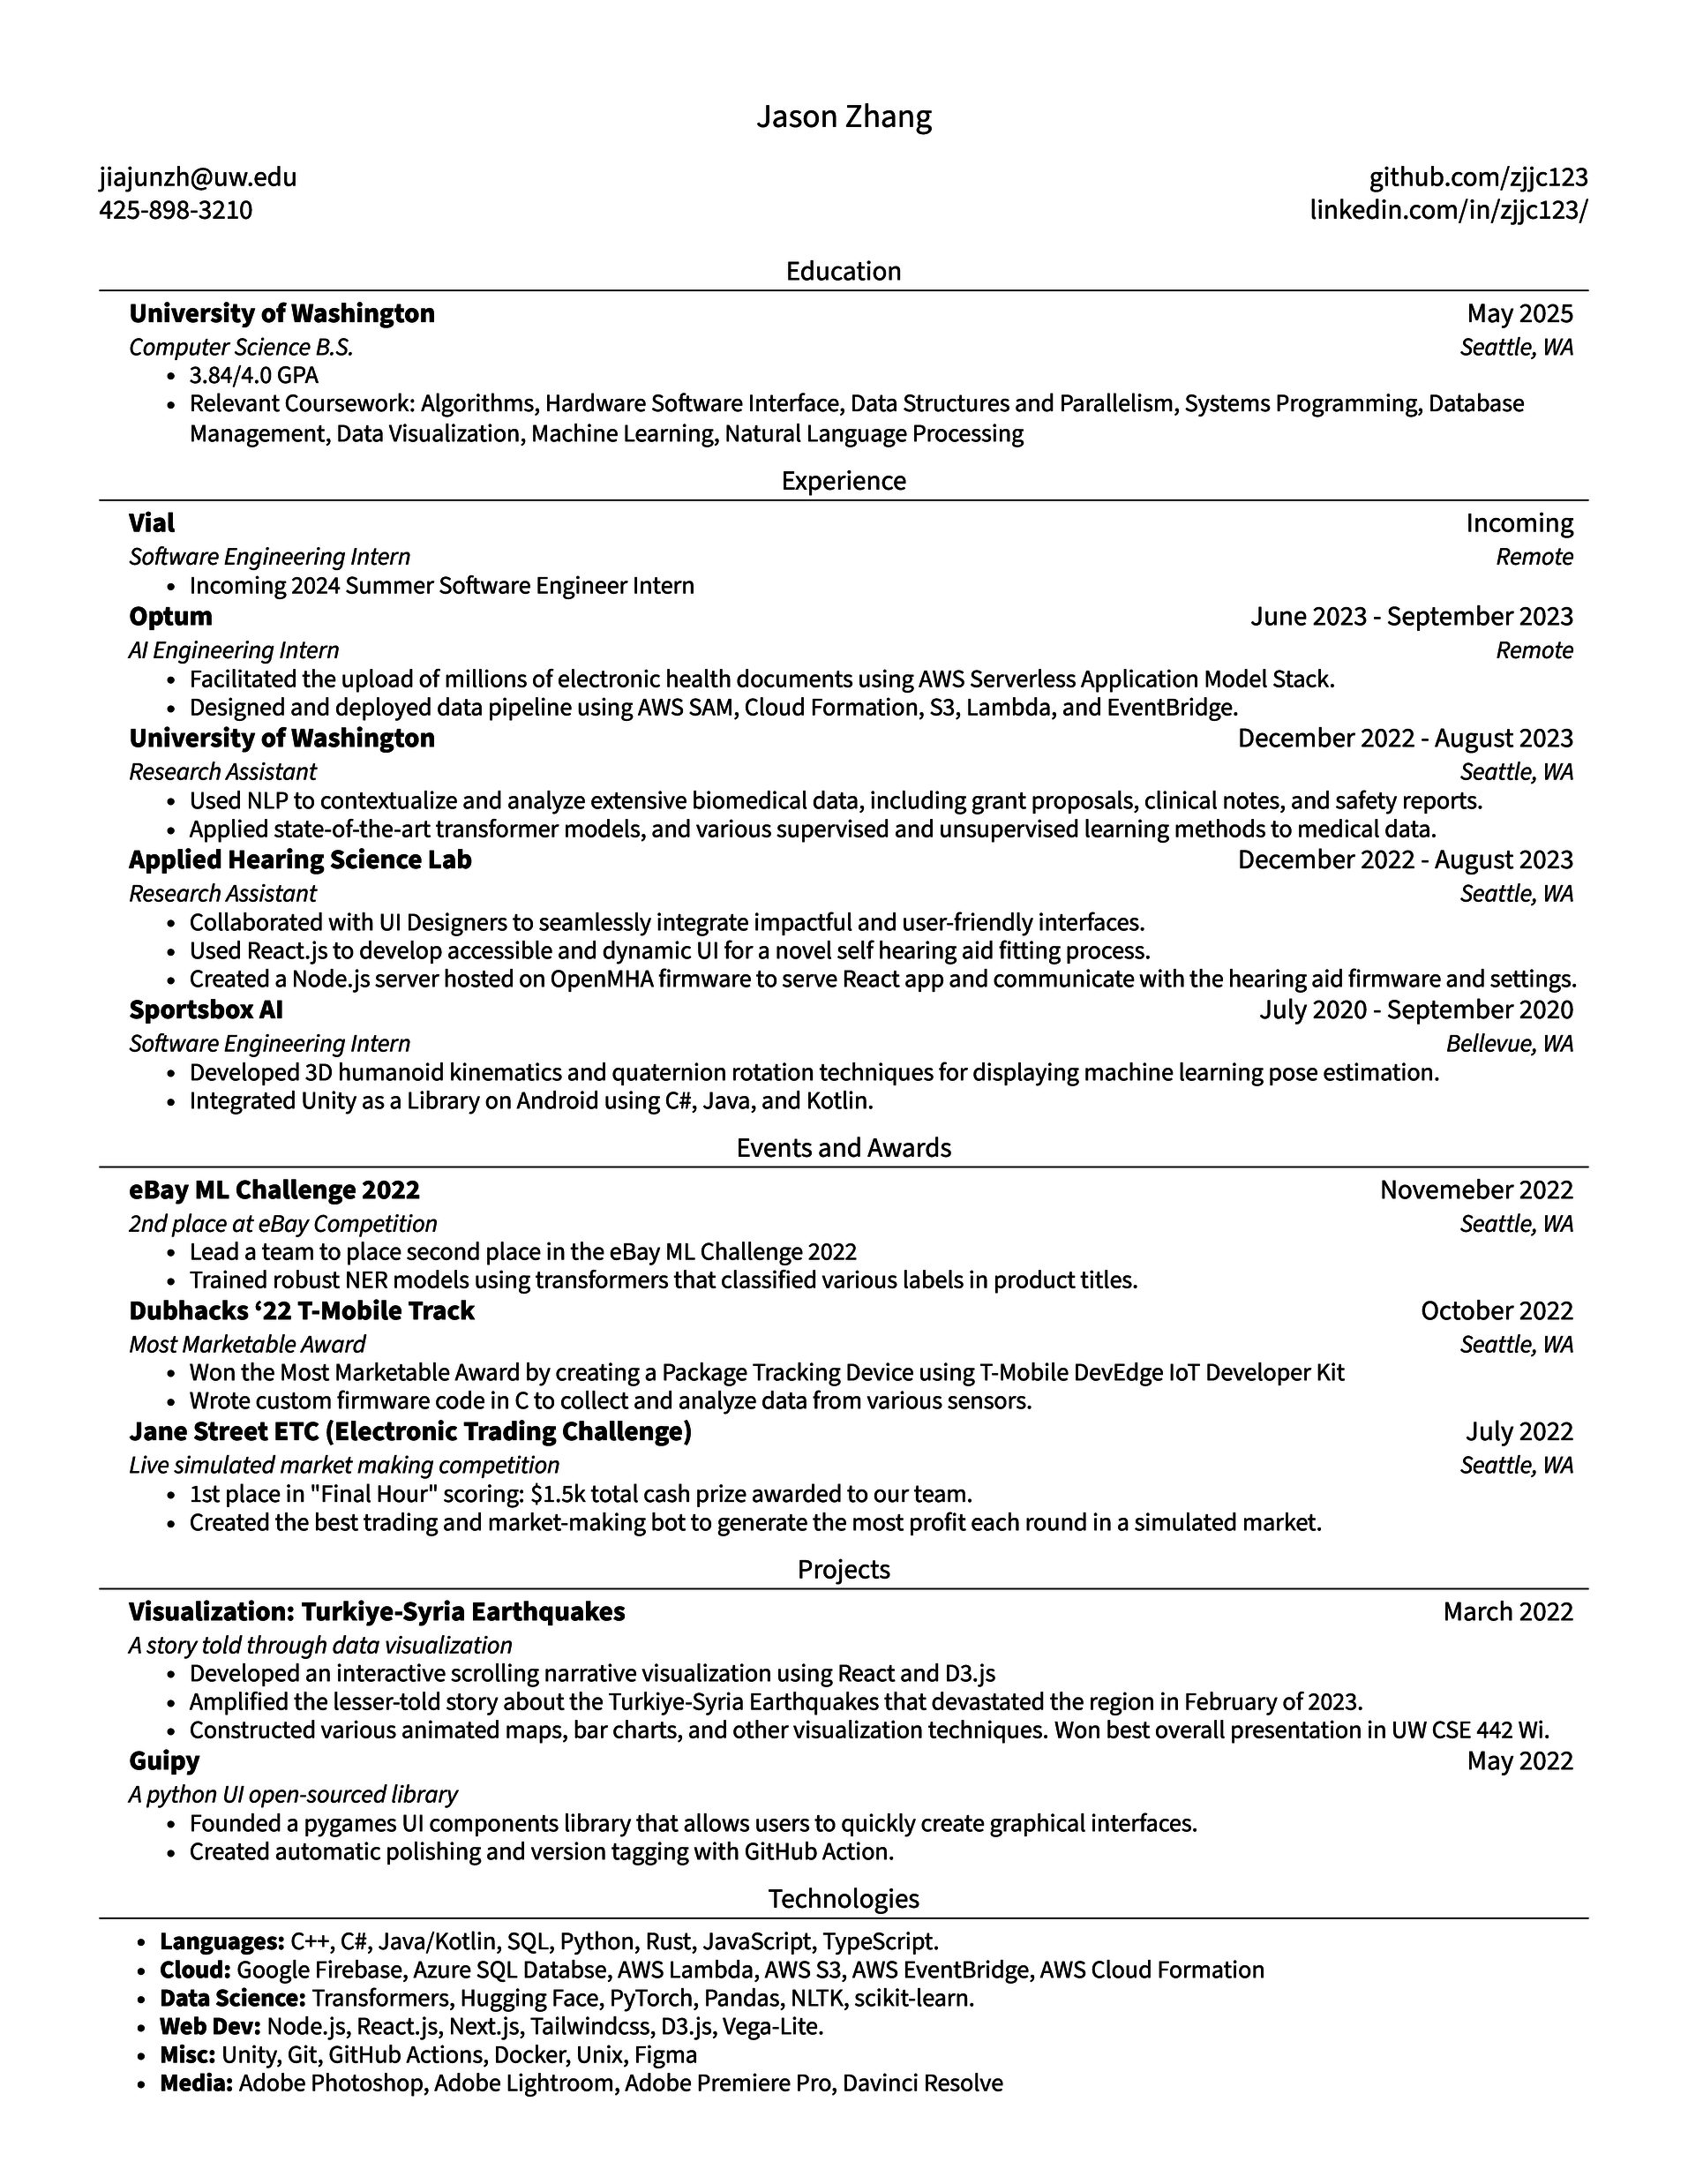 Jason Zhang
jiajunzh@uw.edu
github.com/zjjc123
425-898-3210
linkedin.com/in/zjjc123/
Education
University of Washington
May 2025
Computer Science B.S.
Seattle, WA
• 3.84/4.0 GPA
• Relevant Coursework: Algorithms, Hardware Software Interface, Data Structures and Parallelism, Systems Programming, Database
Management, Data Visualization, Machine Learning, Natural Language Processing
Experience
Vial
Incoming
Software Engineering Intern
Remote
• Incoming 2024 Summer Software Engineer Intern
Optum
June 2023 - September 2023
AI Engineering Intern
Remote
• Facilitated the upload of millions of electronic health documents using AWS Serverless Application Model Stack.
• Designed and deployed data pipeline using AWS SAM, Cloud Formation, S3, Lambda, and EventBridge.
University of Washington
December 2022 - August 2023
Research Assistant
Seattle, WA
• Used NLP to contextualize and analyze extensive biomedical data, including grant proposals, clinical notes, and safety reports.
• Applied state-of-the-art transformer models, and various supervised and unsupervised learning methods to medical data.
Applied Hearing Science Lab
December 2022 - August 2023
Research Assistant
Seattle, WA
• Collaborated with UI Designers to seamlessly integrate impactful and user-friendly interfaces.
• Used React.js to develop accessible and dynamic UI for a novel self hearing aid fitting process.
• Created a Node.js server hosted on OpenMHA firmware to serve React app and communicate with the hearing aid firmware and settings.
Sportsbox AI
July 2020 - September 2020
Software Engineering Intern
Bellevue, WA
• Developed 3D humanoid kinematics and quaternion rotation techniques for displaying machine learning pose estimation.
• Integrated Unity as a Library on Android using C#, Java, and Kotlin.
Events and Awards
eBay ML Challenge 2022
Novemeber 2022
2nd place at eBay Competition
Seattle, WA
• Lead a team to place second place in the eBay ML Challenge 2022
• Trained robust NER models using transformers that classified various labels in product titles.
Dubhacks ‘22 T-Mobile Track
October 2022
Most Marketable Award
Seattle, WA
• Won the Most Marketable Award by creating a Package Tracking Device using T-Mobile DevEdge IoT Developer Kit
• Wrote custom firmware code in C to collect and analyze data from various sensors.
Jane Street ETC (Electronic Trading Challenge)
July 2022
Live simulated market making competition
Seattle, WA
• 1st place in "Final Hour" scoring: $1.5k total cash prize awarded to our team.
• Created the best trading and market-making bot to generate the most profit each round in a simulated market.
Projects
Visualization: Turkiye-Syria Earthquakes
March 2022
A story told through data visualization
• Developed an interactive scrolling narrative visualization using React and D3.js
• Amplified the lesser-told story about the Turkiye-Syria Earthquakes that devastated the region in February of 2023.
• Constructed various animated maps, bar charts, and other visualization techniques. Won best overall presentation in UW CSE 442 Wi.
Guipy
May 2022
A python UI open-sourced library
• Founded a pygames UI components library that allows users to quickly create graphical interfaces.
• Created automatic polishing and version tagging with GitHub Action.
Technologies
• Languages: C++, C#, Java/Kotlin, SQL, Python, Rust, JavaScript, TypeScript.
• Cloud: Google Firebase, Azure SQL Databse, AWS Lambda, AWS S3, AWS EventBridge, AWS Cloud Formation
• Data Science: Transformers, Hugging Face, PyTorch, Pandas, NLTK, scikit-learn.
• Web Dev: Node.js, React.js, Next.js, Tailwindcss, D3.js, Vega-Lite.
• Misc: Unity, Git, GitHub Actions, Docker, Unix, Figma
• Media: Adobe Photoshop, Adobe Lightroom, Adobe Premiere Pro, Davinci Resolve